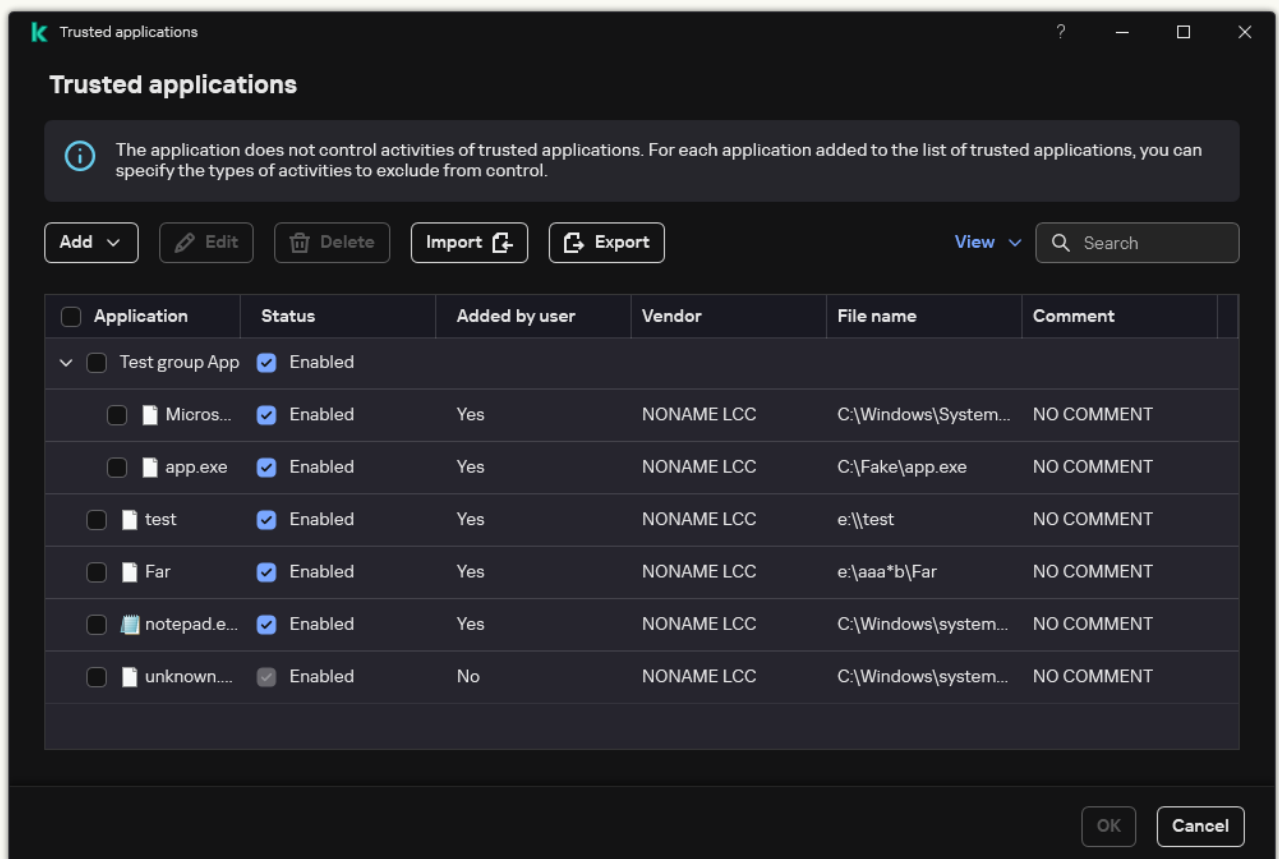 Trusted applications
?
Trusted applications
The application does not control activities of trusted applications. For each application added to the list of trusted applications, you can
specify the types of activities to exclude from control.
Add Edit Delete Import Export View Search
Application Status Added by user Vendor File name Comment
Test group App Enabled
Micros... Enabled Yes NONAME LCC C:\Windows\System... NO COMMENT
app.exe Enabled Yes NONAME LCC C:\Fake\app.exe NO COMMENT
test Enabled Yes NONAME LCC e:\\test NO COMMENT
Far Enabled Yes NONAME LCC e:\aaa*b\Far NO COMMENT
notepad.e... Enabled Yes NONAME LCC C:\Windows\system... NO COMMENT
unknown.... Enabled No NONAME LCC C:\Windows\system... NO COMMENT
OK Cancel